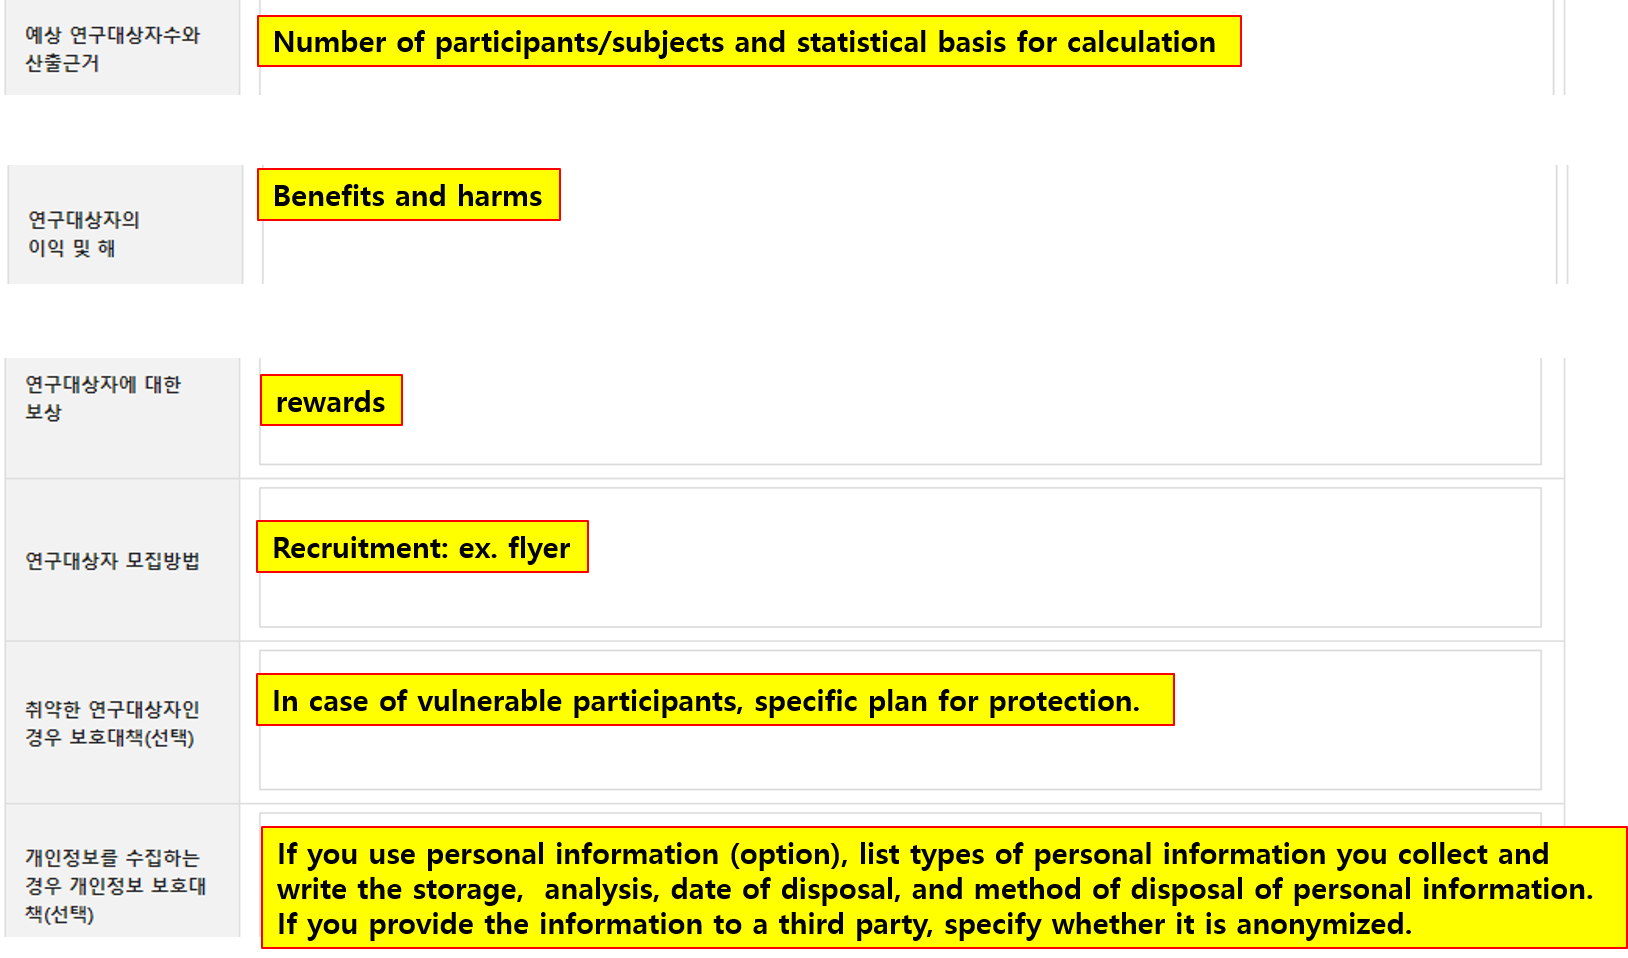 예상 연구대상자수와
산출근거
Number of participants/subjects and statistical basis for calculation
연구대상자의
이익 및 해
Benefits and harms
연구대상자에 대한
보상
rewards
연구대상자 모집방법
Recruitment: ex. flyer
취약한 연구대상자인
경우 보호대책(선택)
In case of vulnerable participants, specific plan for protection.
개인정보를 수집하는
경우 개인정보 보호대
책(선택)
If you use personal information (option), list types of personal information you collect and
write the storage,  analysis, date of disposal, and method of disposal of personal information.
If you provide the information to a third party, specify whether it is anonymized.